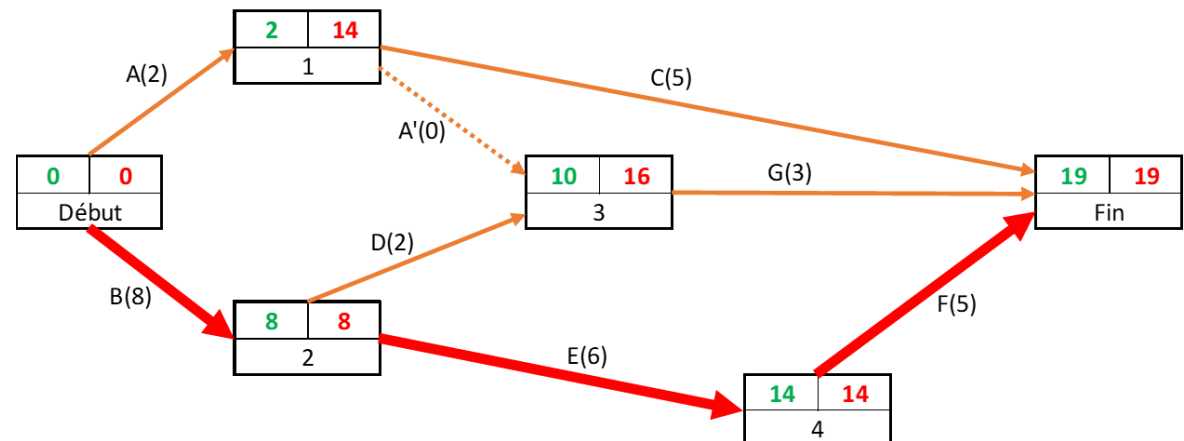 2 14
1
A(2)
C(5)
A'(0)
0 0
Début
10 16
3
G(3)
19 19
Fin
D(2)
B(8)
8 8
2
E(6)
F(5)
14 14
4